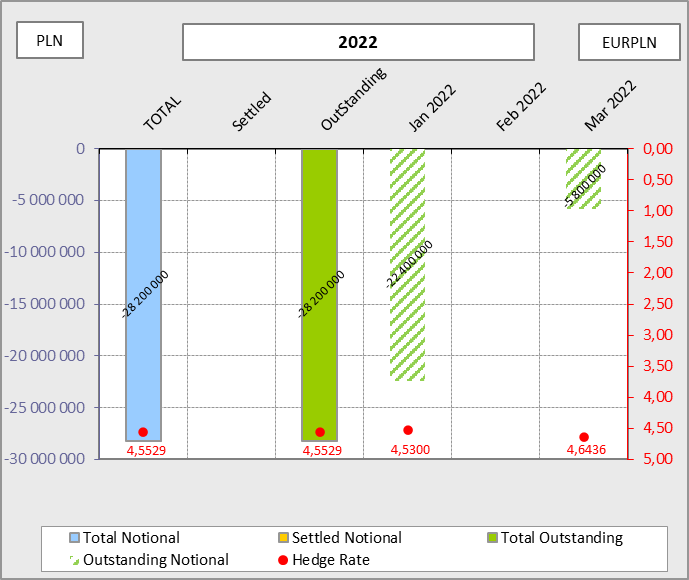 PLN
2022
EURPLN
TOTAL
Settled
OutStanding
Jan 2022
Feb 2022
Mar 2022
0
-5 000 000
-10 000 000
-15 000 000
-20 000 000
-25 000 000
-30 000 000
0,00
0,50
1,00
1,50
2,00
2,50
3,00
3,50
4,00
4,50
5,00
-28 200 000
-28 200 000
-22 400 000
-5 800 000
4,5529
4,5529
4,5300
4,6436
Total Notional
Settled Notional
Total Outstanding
Outstanding Notional
Hedge Rate